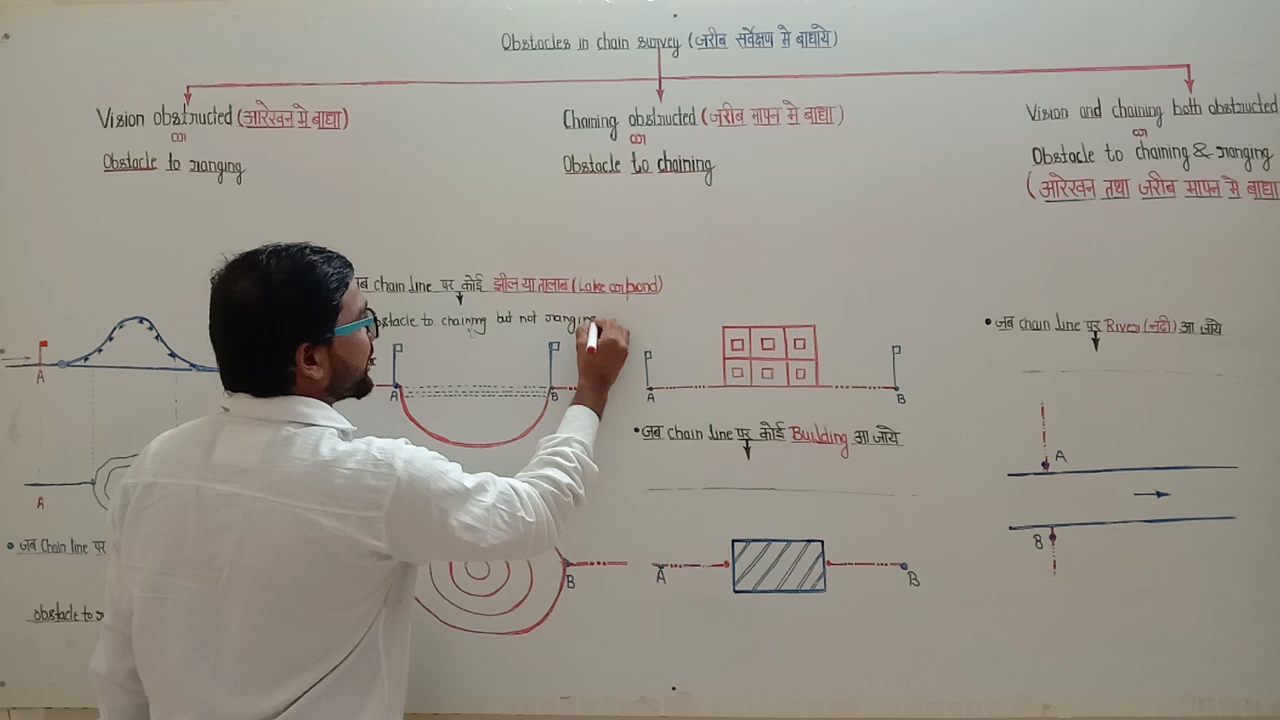 Obstacles in chain survey (जरीब सर्वेक्षण मे बाधाये)
Vision obstructed (आरेखन मे बाधा)
or
Obstacle to ranging
Chaining obstructed (जरीब मापन मे बाधा)
or
Obstacle to chaining
Vision and chaining both obstructed
or
Obstacle to chaining & ranging
(आरेखन तथा जरीब मापन मे बाधा
chain line पर कोई झील या तालाब (Lake or pond)
obstacle to chaining but not ranging
A
A
B
A
B
• जब chain line पर कोई Building आ जाये
• जब chain line पर River (नदी) आ जाये
A
B
A
• जब Chain line पर
obstacle to
B
A
B